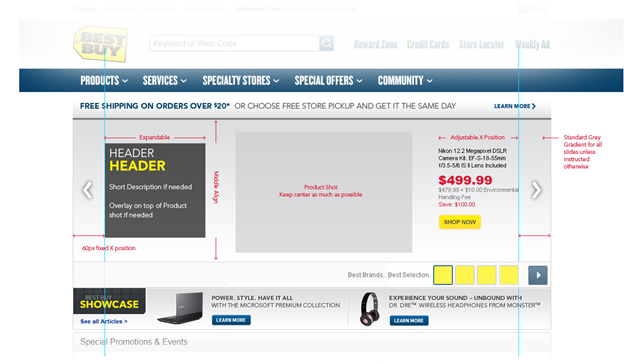 Cart
BEST
BUY
Keyword or Web Code
Reward Zone Credit Cards Store Locator Weekly Ad
PRODUCTS SERVICES SPECIALTY STORES SPECIAL OFFERS COMMUNITY
FREE SHIPPING ON ORDERS OVER $20* OR CHOOSE FREE STORE PICKUP AND GET IT THE SAME DAY LEARN MORE
Expandable
HEADER
HEADER
Short Description if needed
Overlay on top of Product
shot if needed
60px fixed X position
Middle Align
Product Shot
Keep center as much as possible
Adjustable X Position
Nikon 12.2 Megapixel DSLR
Camera Kit. EF-S-18-55mm
f/3.5-5/6 IS II Lens Included
$499.99
$479.99 + $10.00 Environmental
Handling Fee
Save: $100.00
SHOP NOW
Standard Grey
Gradient for all
slides unless
instructed
otherwise
Best Brands. Best Selection.
BEST BUY
SHOWCASE
See all Articles >
POWER. STYLE. HAVE IT ALL
WITH THE MICROSOFT PREMIUM COLLECTION
LEARN MORE
EXPERIENCE YOUR SOUND – UNBOUND WITH
DR. DRE™ WIRELESS HEADPHONES FROM MONSTER™
LEARN MORE
Special Promotions & Events